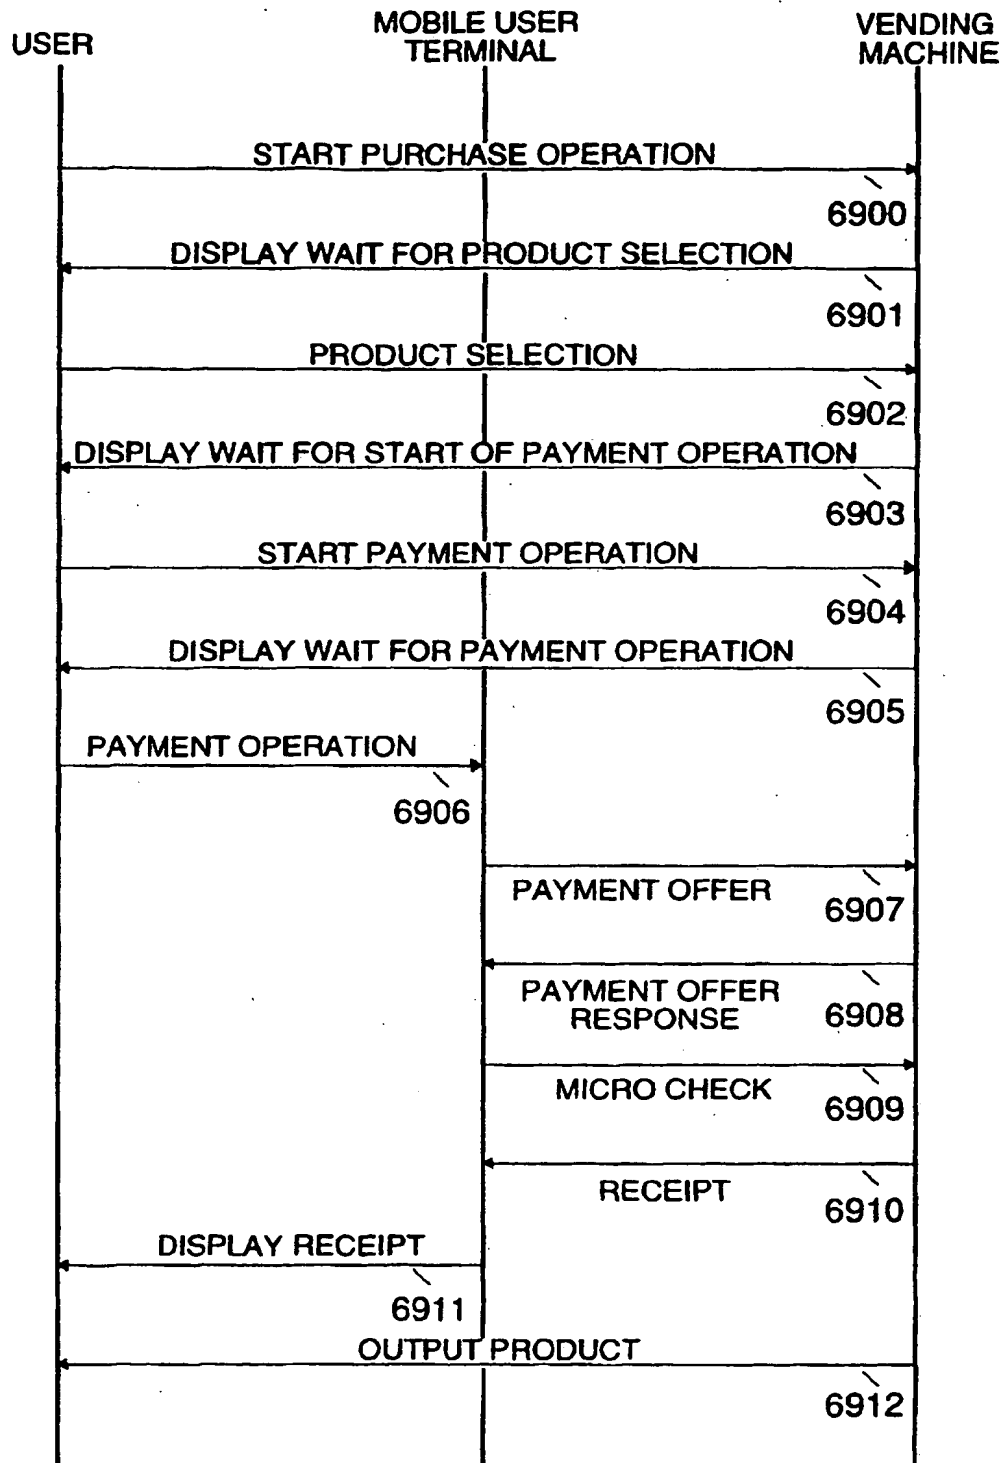 USER
MOBILE USER
TERMINAL
VENDING
MACHINE
START PURCHASE OPERATION
6900
DISPLAY WAIT FOR PRODUCT SELECTION
6901
PRODUCT SELECTION
6902
DISPLAY WAIT FOR START OF PAYMENT OPERATION
6903
START PAYMENT OPERATION
6904
DISPLAY WAIT FOR PAYMENT OPERATION
6905
PAYMENT OPERATION
6906
PAYMENT OFFER
6907
PAYMENT OFFER
RESPONSE
6908
MICRO CHECK
6909
RECEIPT
6910
DISPLAY RECEIPT
6911
OUTPUT PRODUCT
6912